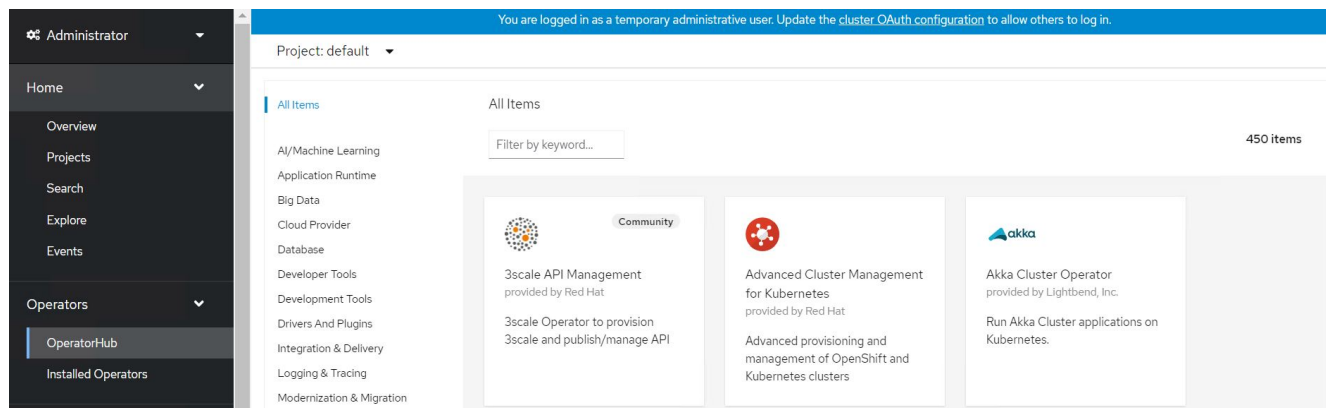 Administrator
Home
Overview
Projects
Search
Explore
Events
Operators
OperatorHub
Installed Operators
You are logged in as a temporary administrative user. Update the cluster OAuth configuration to allow others to log in.
Project: default
All Items
AI/Machine Learning
Application Runtime
Big Data
Cloud Provider
Database
Developer Tools
Development Tools
Drivers And Plugins
Integration & Delivery
Logging & Tracing
Modernization & Migration
All Items
Filter by keyword...
450 items
Community
3scale API Management
provided by Red Hat
3scale Operator to provision
3scale and publish/manage API
Advanced Cluster Management
for Kubernetes
provided by Red Hat
Advanced provisioning and
management of OpenShift and
Kubernetes clusters
akka
Akka Cluster Operator
provided by Lightbend, Inc.
Run Akka Cluster applications on
Kubernetes.